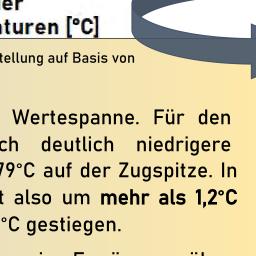 aturen [°C]
tellung auf Basis von
Wertespanne. Für den
ch deutlich niedrigere
79°C auf der Zugspitze. In
t also um mehr als 1,2°C
°C gestiegen.